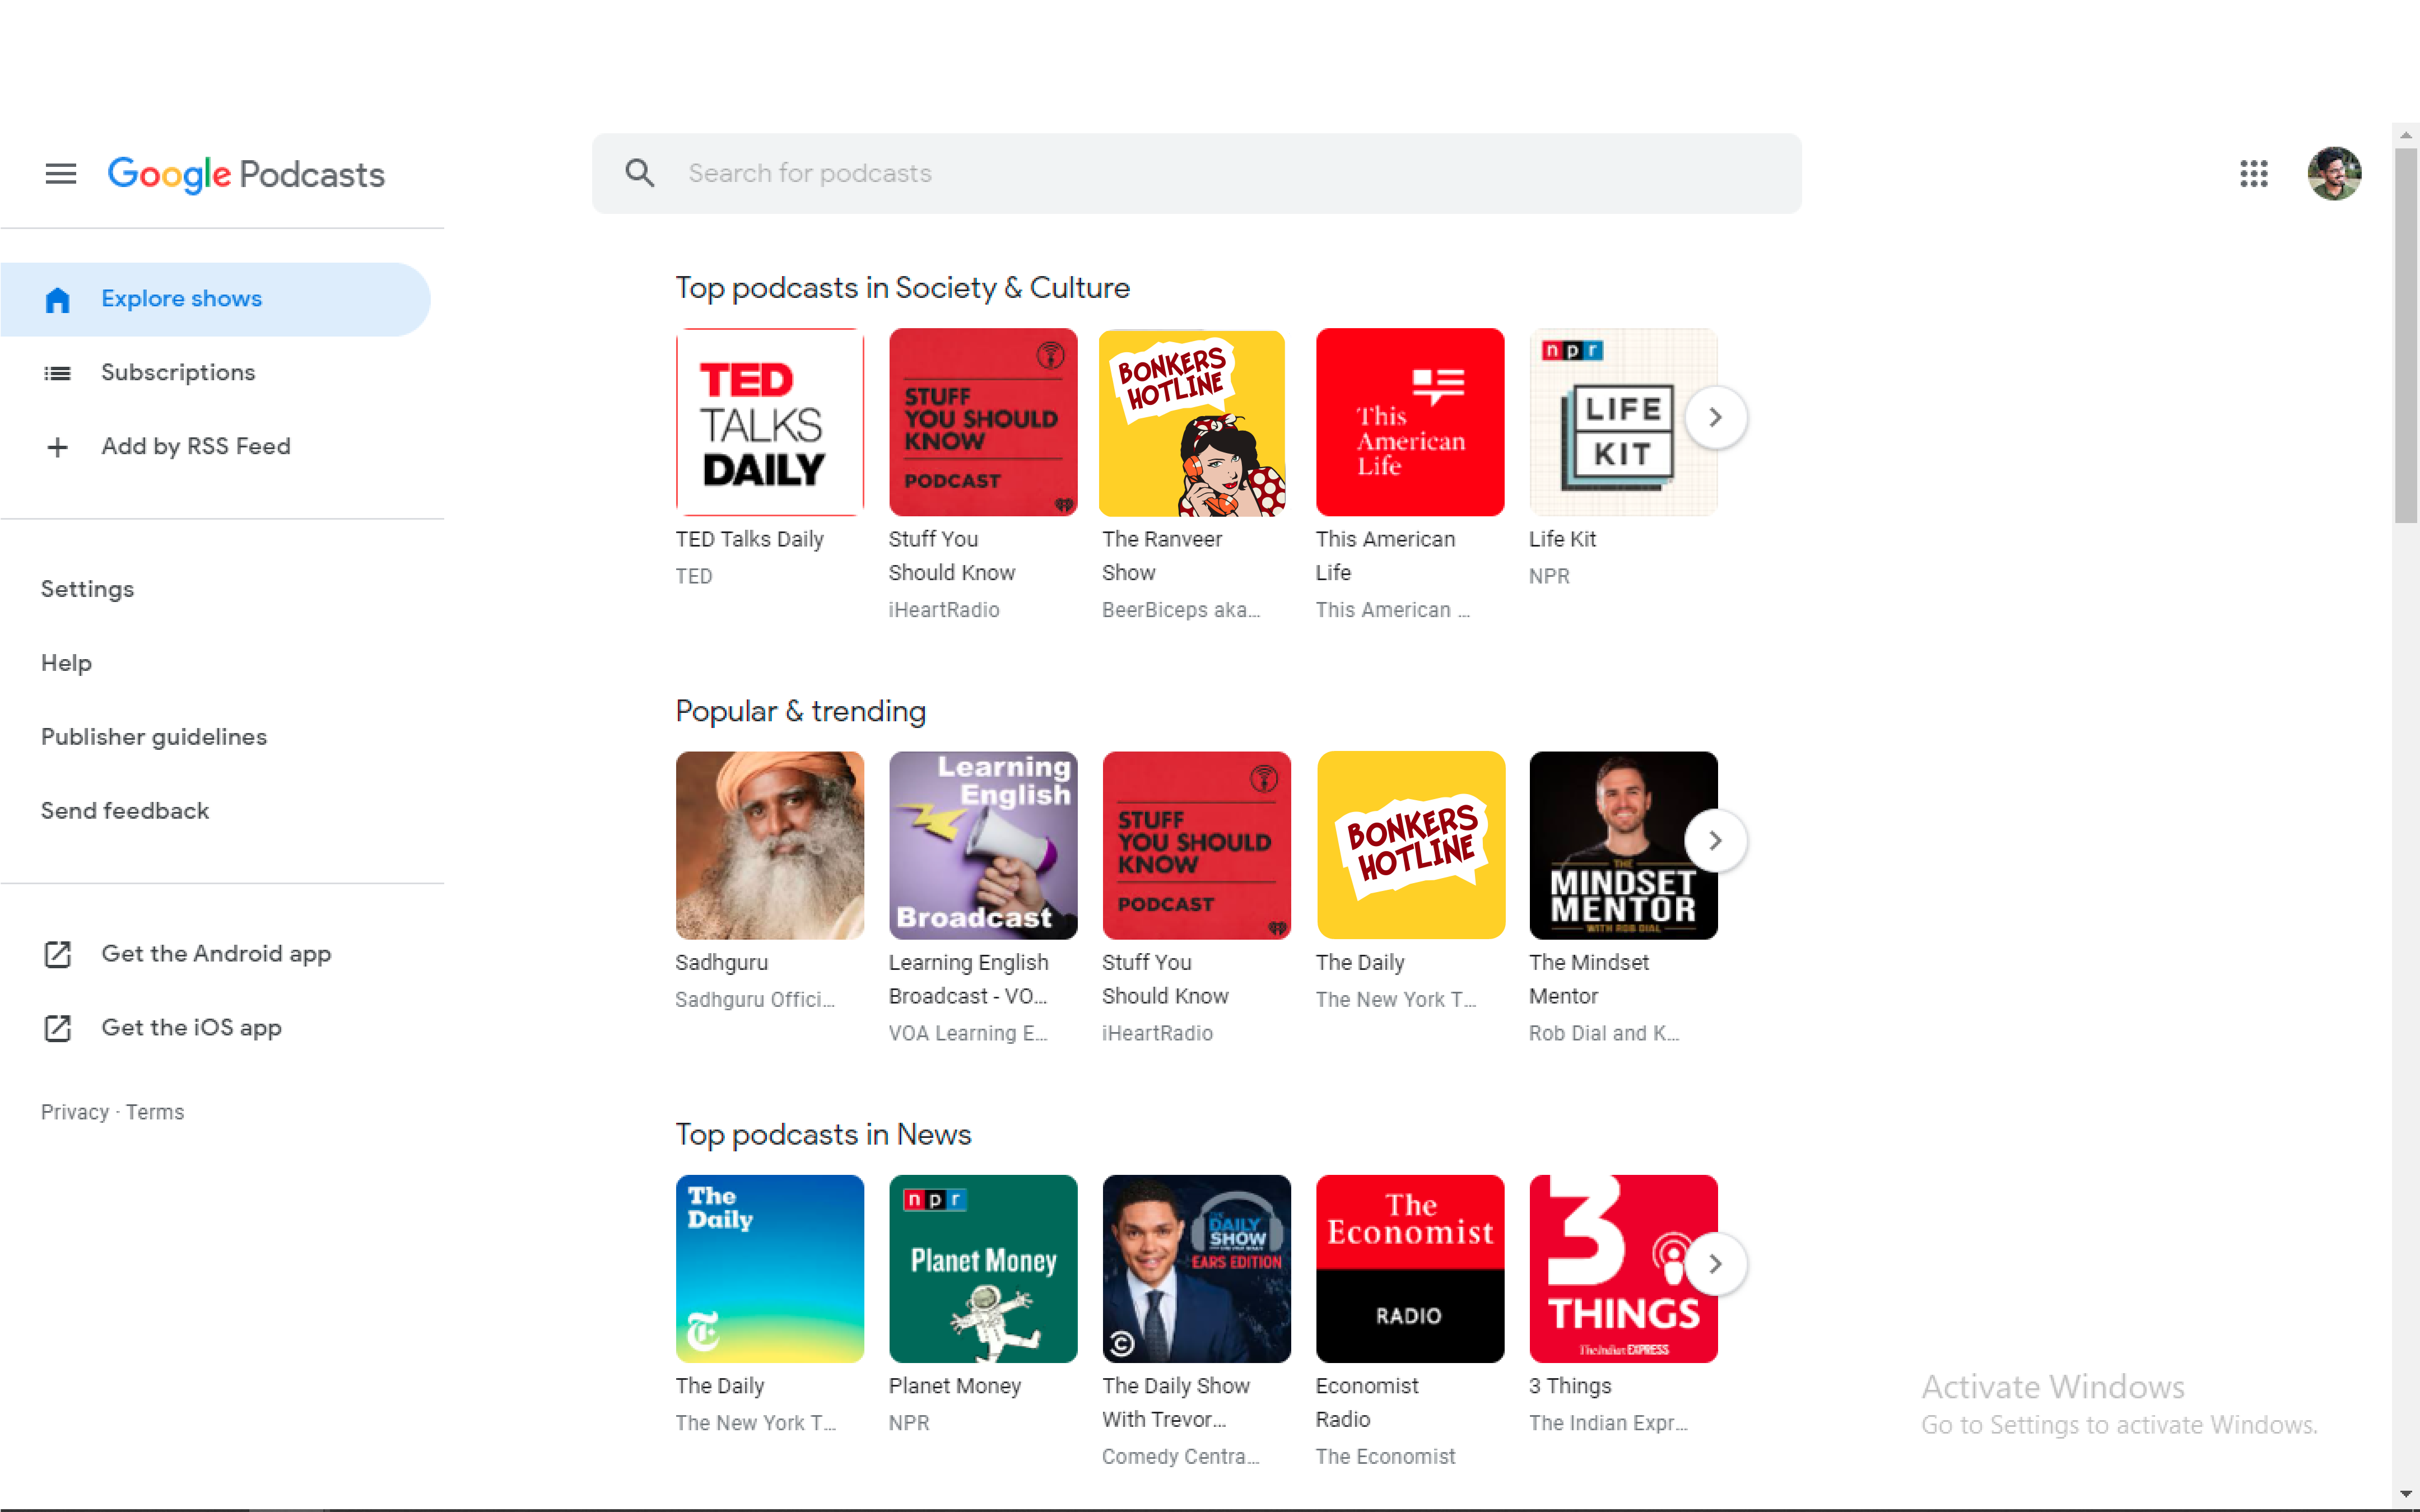 Google Podcasts
Search for podcasts
Explore shows
Subscriptions
Add by RSS Feed
Settings
Help
Publisher guidelines
Send feedback
Get the Android app
Get the iOS app
Privacy · Terms
Top podcasts in Society & Culture
TED
TALKS
DAILY
STUFF
YOU SHOULD
KNOW
PODCAST
BONKERS
HOTLINE
This
American
Life
npr
LIFE
KIT
TED Talks Daily
TED
Stuff You
Should Know
iHeartRadio
The Ranveer
Show
BeerBiceps aka...
This American
Life
This American ...
Life Kit
NPR
Popular & trending
Learning
English
Broadcast
STUFF
YOU SHOULD
KNOW
PODCAST
BONKERS
HOTLINE
THE
MINDSET
MENTOR
WITH ROB DIAL
Sadhguru
Sadhguru Offici...
Learning English
Broadcast - VO...
VOA Learning E...
Stuff You
Should Know
iHeartRadio
The Daily
The New York T...
The Mindset
Mentor
Rob Dial and K...
Top podcasts in News
The
Daily
npr
Planet Money
THE
DAILY
SHOW
EARS EDITION
The
Economist
RADIO
3
THINGS
The Indian EXPRESS
The Daily
The New York T...
Planet Money
NPR
The Daily Show
With Trevor...
Comedy Centra...
Economist
Radio
The Economist
3 Things
The Indian Expr...
Activate Windows
Go to Settings to activate Windows.